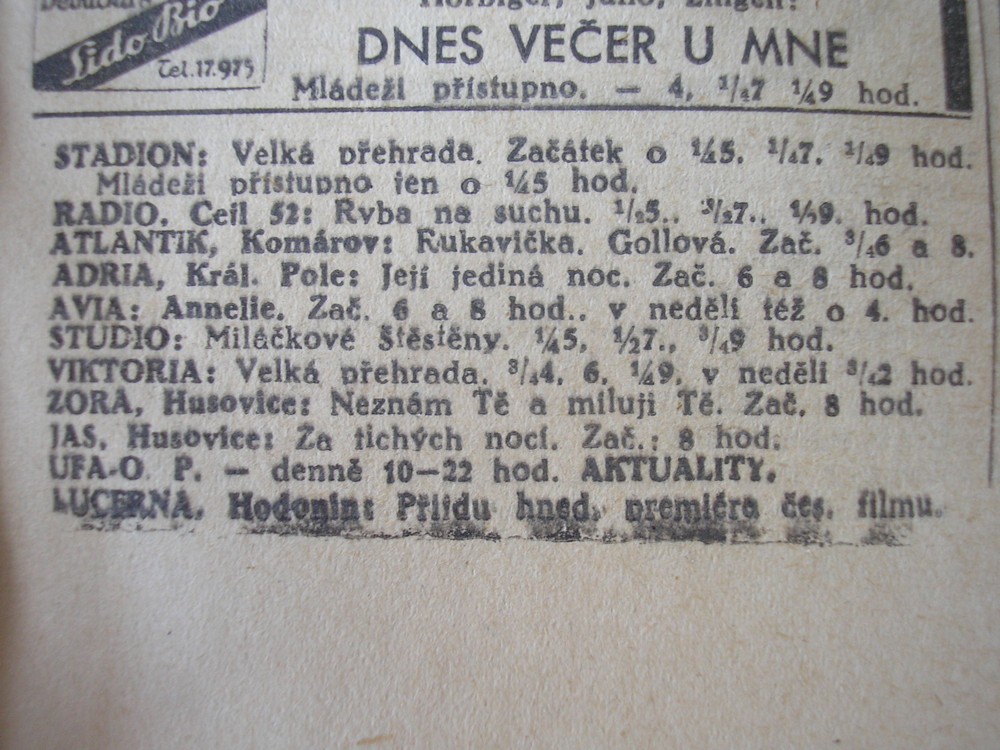 Lido Bio
Tel. 17.975
DNES VEČER U MNE
Mládeži přístupno. — 4, ¹/₄7 ¼9 hod.
STADION: Velká přehrada. Začátek o ¼5, ¹/₄7, ¹/₄9 hod.
Mládeži přístupno jen o ¼5 hod.
RADIO, Cejl 52: Ryba na suchu. ¹/₂5., ³/₄7., ¼9. hod.
ATLANTIK, Komárov: Rukavička. Gollová. Zač. ³/₄6 a 8.
ADRIA, Král. Pole: Její jediná noc. Zač. 6 a 8 hod.
AVIA: Annelie. Zač. 6 a 8 hod., v neděli též o 4. hod.
STUDIO: Miláčkové Štěstěny. ¼5, ½7., ³/₄9 hod.
VIKTORIA: Velká přehrada. ³/₄4, 6, ¼9, v neděli ³/₄2 hod.
ZORA, Husovice: Neznám Tě a miluji Tě. Zač. 8 hod.
JAS, Husovice: Za tichých nocí. Zač.: 8 hod.
UFA-O. P. — denně 10—22 hod. AKTUALITY.
LUCERNA, Hodonín: Přijdu hned, premiéra čes. filmu.